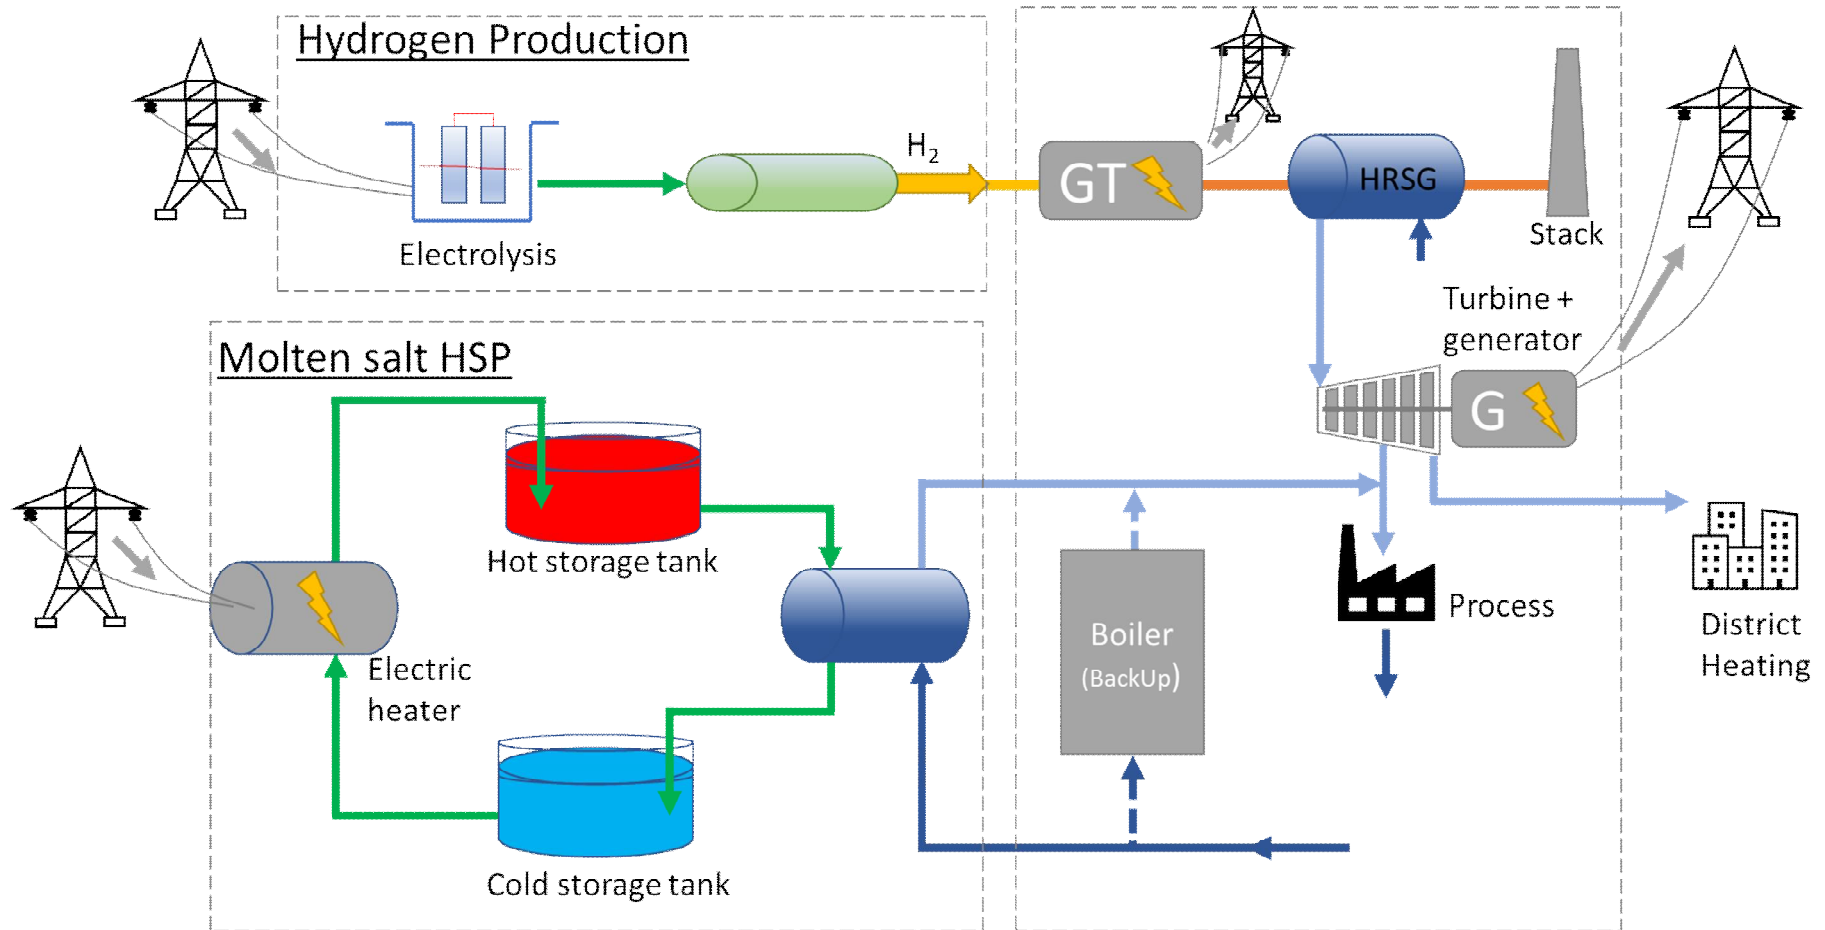 Hydrogen Production
H2
Electrolysis
GT
HRSG
Stack
Turbine +
generator
G
Molten salt HSP
Hot storage tank
Electric
heater
Cold storage tank
Boiler
(BackUp)
Process
District
Heating